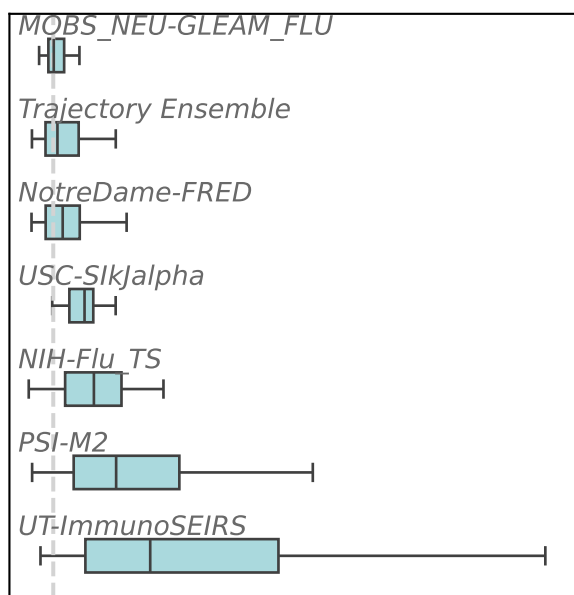 MOBS_NEU-GLEAM_FLU
Trajectory Ensemble
NotreDame-FRED
USC-SIkJalpha
NIH-Flu_TS
PSI-M2
UT-ImmunoSEIRS